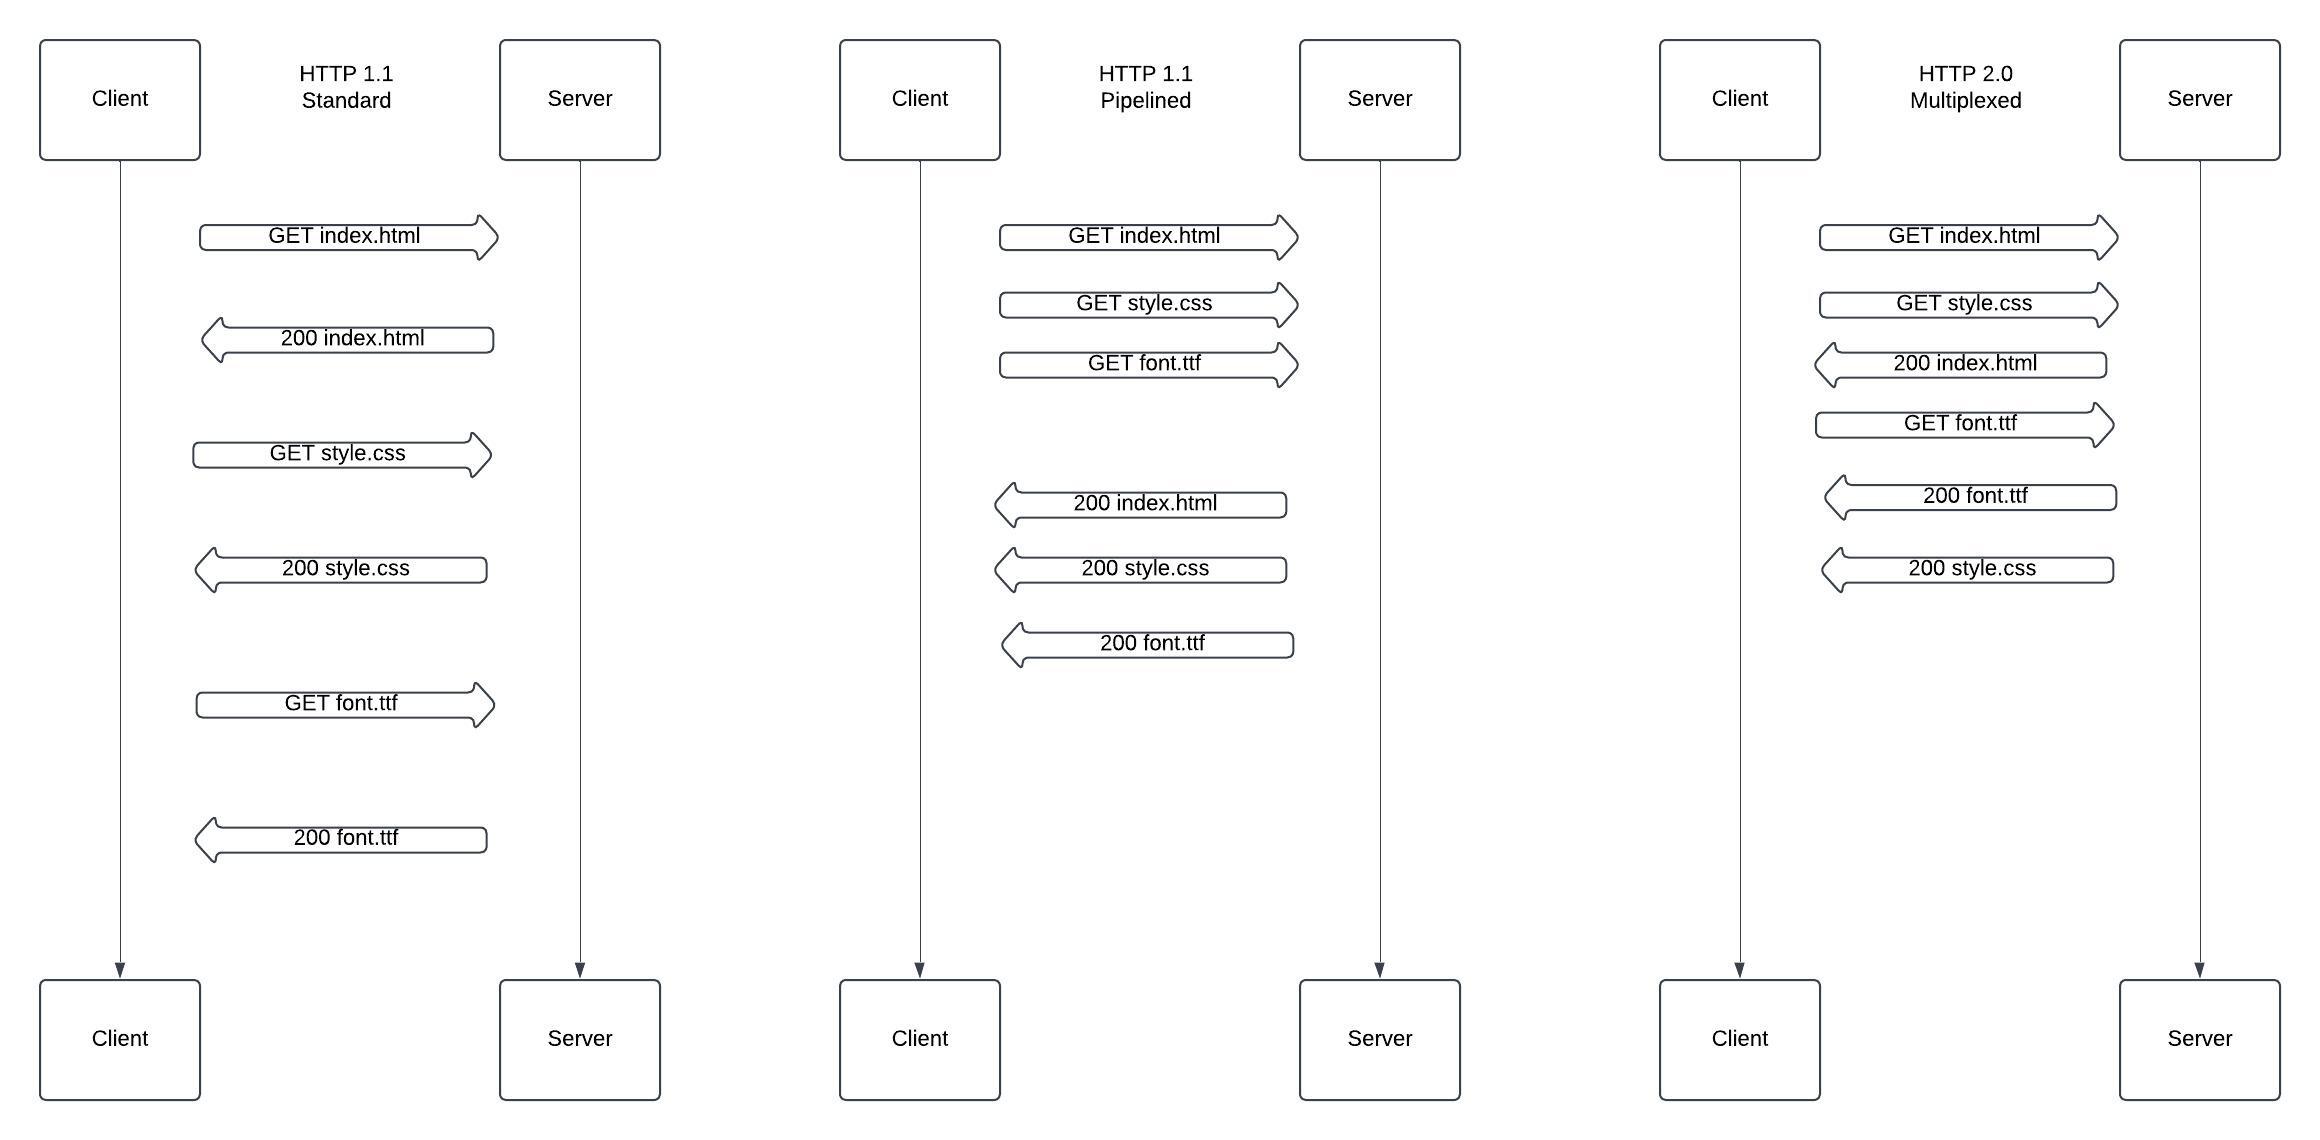 Client
HTTP 1.1
Standard
Server
GET index.html
200 index.html
GET style.css
200 style.css
GET font.ttf
200 font.ttf
Client
Server
Client
HTTP 1.1
Pipelined
Server
GET index.html
GET style.css
GET font.ttf
200 index.html
200 style.css
200 font.ttf
Client
Server
Client
HTTP 2.0
Multiplexed
Server
GET index.html
GET style.css
200 index.html
GET font.ttf
200 font.ttf
200 style.css
Client
Server